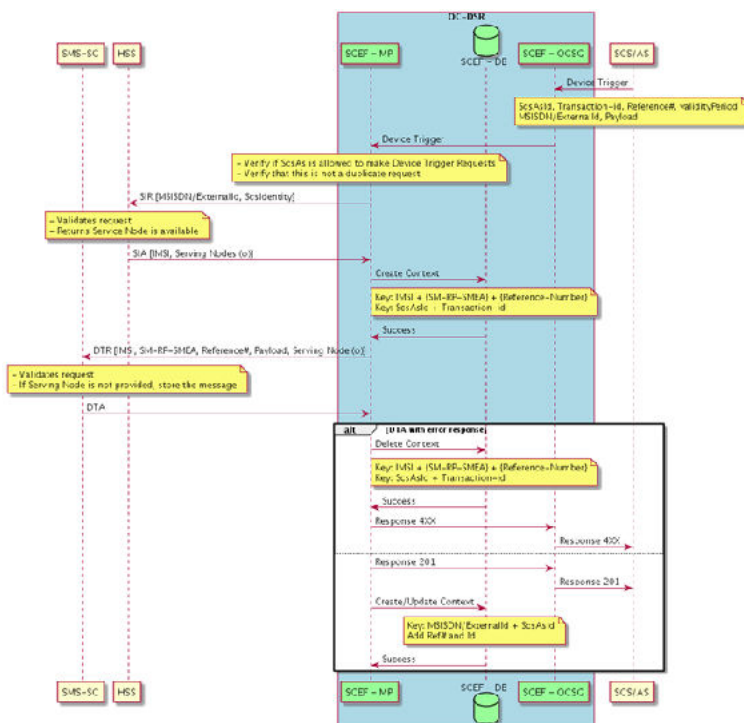 OC-DSR
SMS-SC
HSS
SCEF-MP
SCEF-DE
SCEF-OCSG
SCS/AS
Device Trigger
ScsAsId, Transaction-id, Reference#, validityPeriod
MSISDN/ExternalId, Payload
Device Trigger
- Verify if ScsAs is allowed to make Device Trigger Requests
- Verify that this is not a duplicate request
SIR [MSISDN/ExternalId, ScsIdentity]
- Validates request
- Returns Service Node is available
SIA [IMSI, Serving Nodes (o)]
Create Context
Key: IMSI + (SM-RP-SMEA) + (Reference-Number)
Key: ScsAsId + Transaction-id
Success
DTR [IMSI, SM-RP-SMEA, Reference#, Payload, Serving Node (o)]
- Validates request
- If Serving Node is not provided, store the message
DTA
alt [DTA with error response]
Delete Context
Key: IMSI + (SM-RP-SMEA) + (Reference-Number)
Key: ScsAsId + Transaction-id
Success
Response 4XX
Response 4XX
Response 201
Response 201
Create/Update Context
Key: MSISDN/ExternalId + ScsAsId
Add Ref# and Id
Success
SMS-SC
HSS
SCEF-MP
SCEF-DE
SCEF-OCSG
SCS/AS